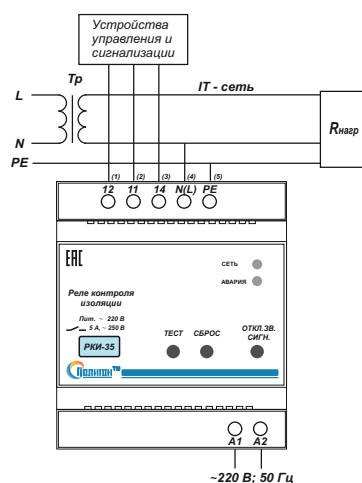 Устройства
управления и
сигнализации
Тр
L
IT - сеть
N
Rнагр
PE
(1) (2) (3) (4) (5)
12 11 14 N(L) PE
EAC
СЕТЬ
АВАРИЯ
Реле контроля
изоляции
Пит. ~ 220 В
5 А, ~ 250 В
ТЕСТ СБРОС ОТКЛ.ЗВ.
СИГН.
РКИ-35
Полигон™
A1 A2
~220 В; 50 Гц